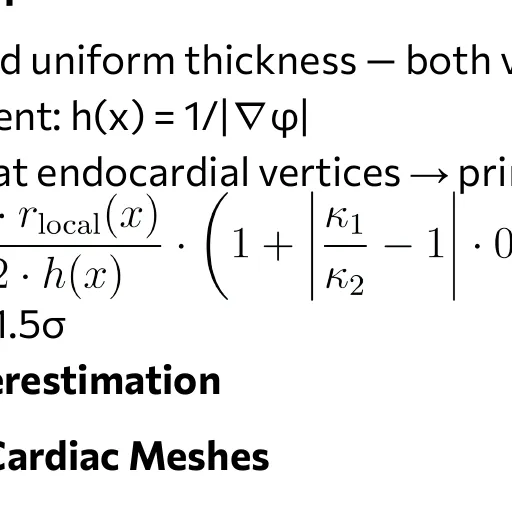 d uniform thickness — both v
ent: h(x) = 1/|∇φ|
at endocardial vertices → pri
· r_local(x) / 2 · h(x) · (1 + |κ₁/κ₂ − 1| · 0
1.5σ
erestimation
Cardiac Meshes